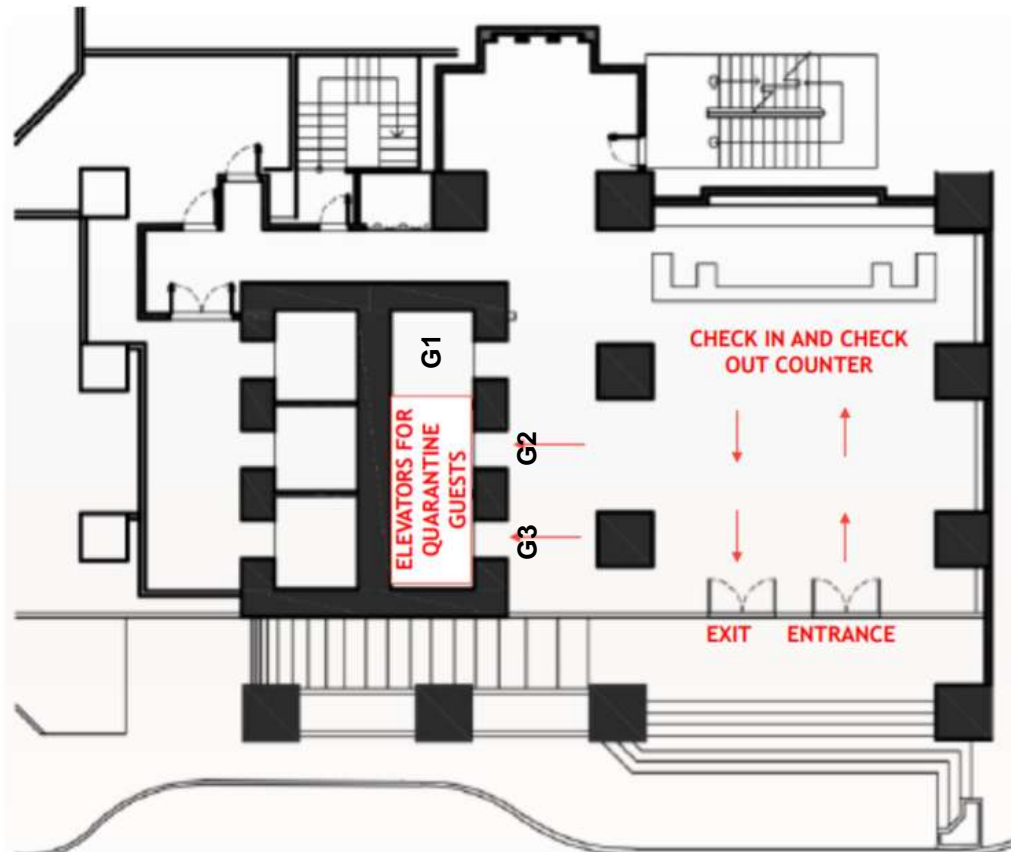 CHECK IN AND CHECK
OUT COUNTER
G1
ELEVATORS FOR
QUARANTINE
GUESTS
G2
G3
EXIT
ENTRANCE